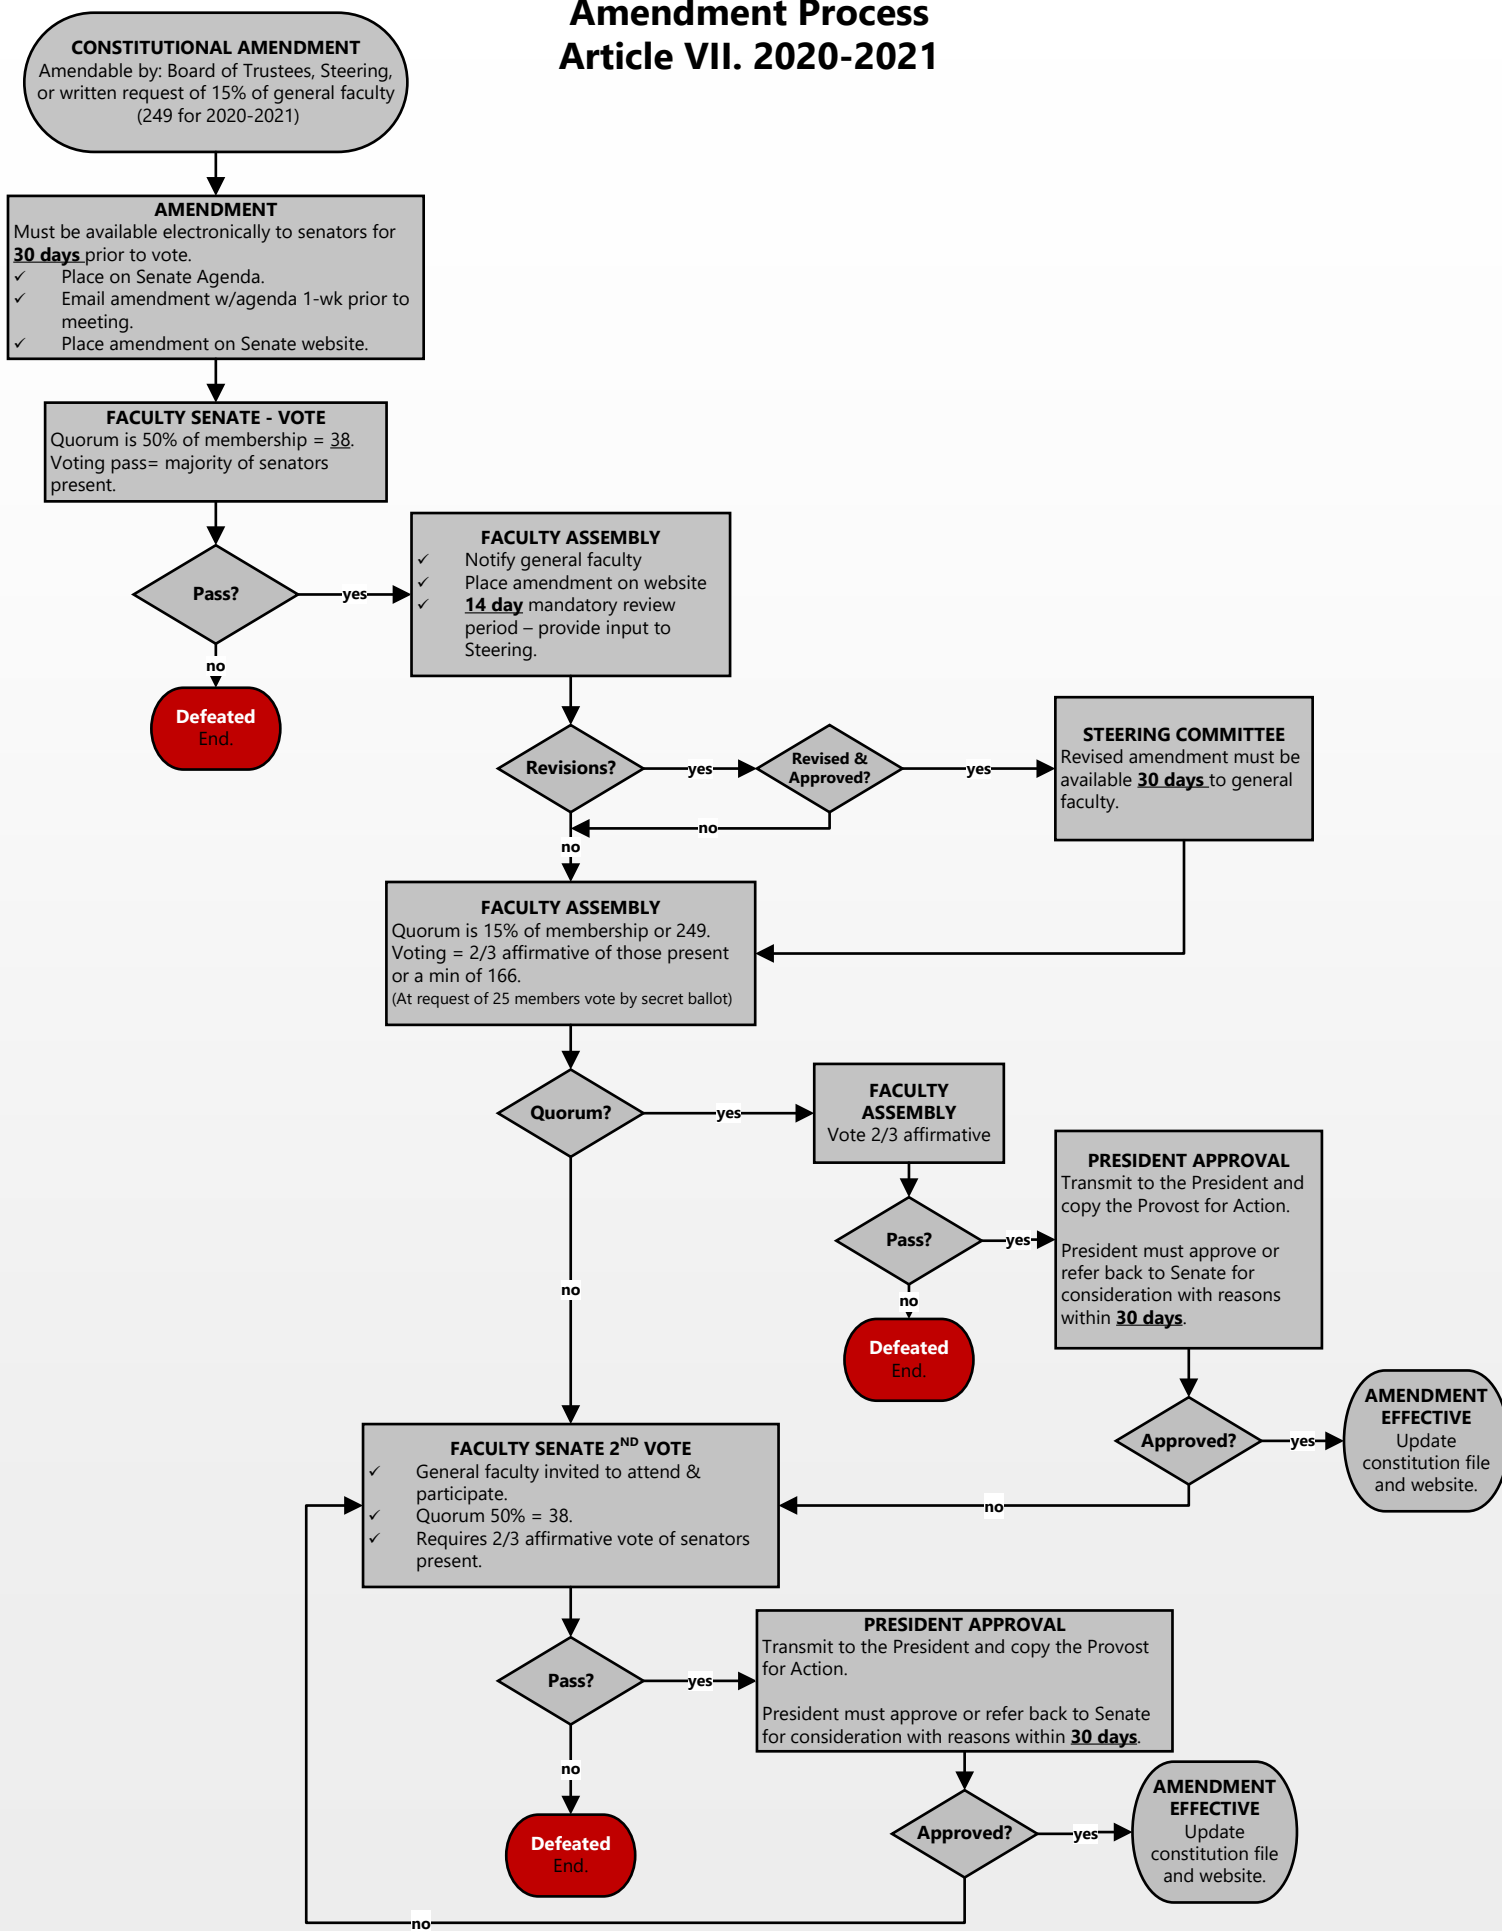 Amendment Process
Article VII. 2020-2021
CONSTITUTIONAL AMENDMENT
Amendable by: Board of Trustees, Steering,
or written request of 15% of general faculty
(249 for 2020-2021)
AMENDMENT
Must be available electronically to senators for
30 days prior to vote.
✓ Place on Senate Agenda.
✓ Email amendment w/agenda 1-wk prior to
meeting.
✓ Place amendment on Senate website.
FACULTY SENATE - VOTE
Quorum is 50% of membership = 38.
Voting pass= majority of senators
present.
Pass?
yes
no
Defeated
End.
FACULTY ASSEMBLY
✓ Notify general faculty
✓ Place amendment on website
✓ 14 day mandatory review
period – provide input to
Steering.
Revisions?
yes
Revised &
Approved?
yes
no
no
STEERING COMMITTEE
Revised amendment must be
available 30 days to general
faculty.
FACULTY ASSEMBLY
Quorum is 15% of membership or 249.
Voting = 2/3 affirmative of those present
or a min of 166.
(At request of 25 members vote by secret ballot)
Quorum?
yes
no
FACULTY
ASSEMBLY
Vote 2/3 affirmative
Pass?
yes
no
Defeated
End.
PRESIDENT APPROVAL
Transmit to the President and
copy the Provost for Action.
President must approve or
refer back to Senate for
consideration with reasons
within 30 days.
Approved?
yes
no
AMENDMENT
EFFECTIVE
Update
constitution file
and website.
FACULTY SENATE 2ND VOTE
✓ General faculty invited to attend &
participate.
✓ Quorum 50% = 38.
✓ Requires 2/3 affirmative vote of senators
present.
Pass?
yes
no
Defeated
End.
PRESIDENT APPROVAL
Transmit to the President and copy the Provost
for Action.
President must approve or refer back to Senate
for consideration with reasons within 30 days.
Approved?
yes
no
AMENDMENT
EFFECTIVE
Update
constitution file
and website.